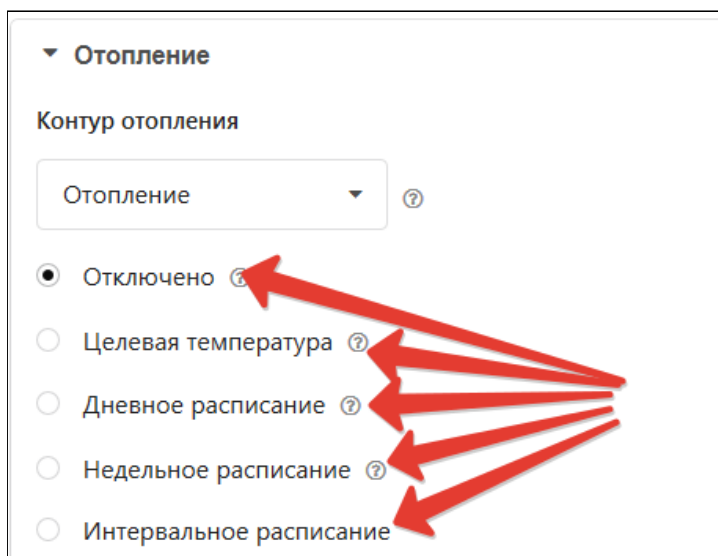 Отопление
Контур отопления
Отопление
Отключено
Целевая температура
Дневное расписание
Недельное расписание
Интервальное расписание